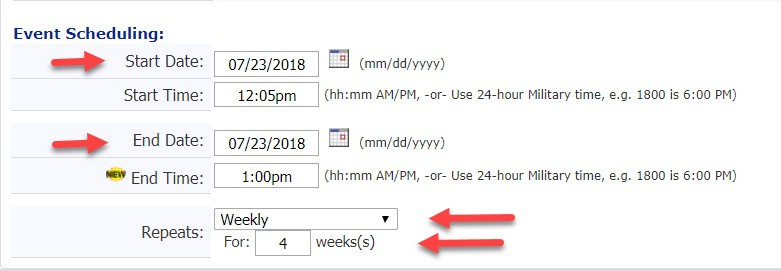 Event Scheduling:
Start Date: 07/23/2018 (mm/dd/yyyy)
Start Time: 12:05pm (hh:mm AM/PM, -or- Use 24-hour Military time, e.g. 1800 is 6:00 PM)
End Date: 07/23/2018 (mm/dd/yyyy)
NEW End Time: 1:00pm (hh:mm AM/PM, -or- Use 24-hour Military time, e.g. 1800 is 6:00 PM)
Repeats: Weekly
For: 4 weeks(s)